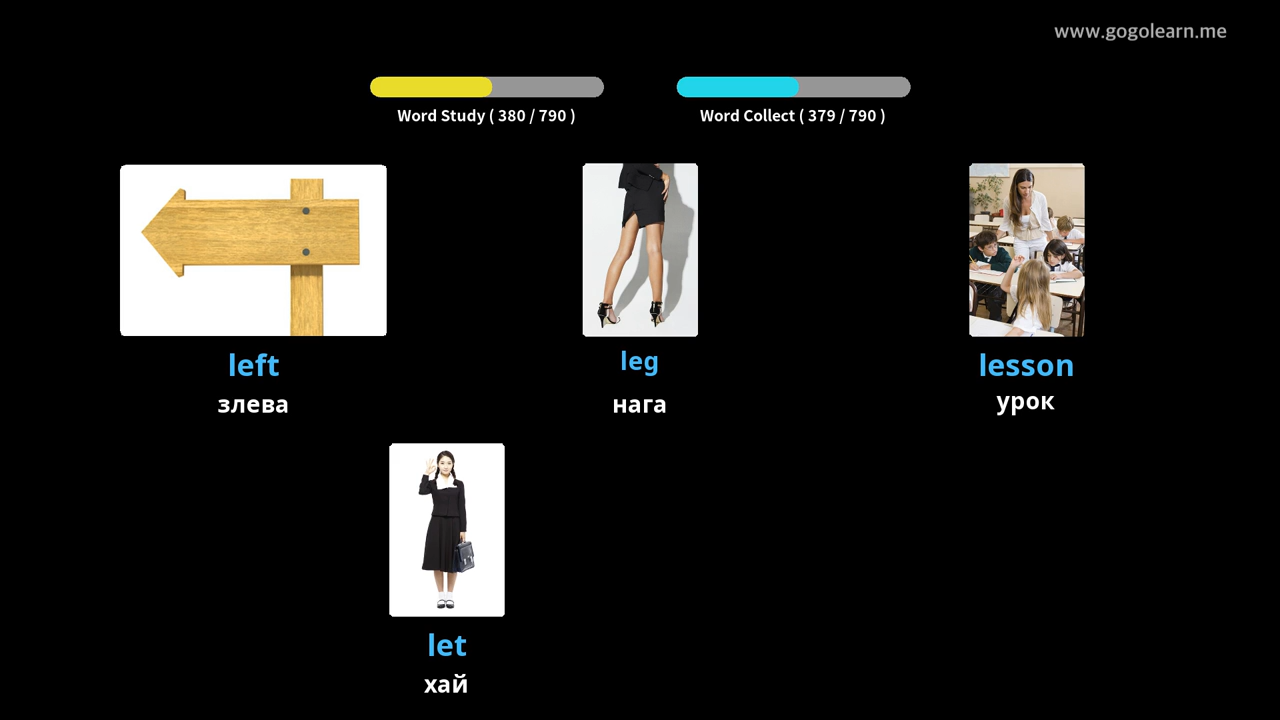 www.gogolearn.me
Word Study ( 380 / 790 )
Word Collect ( 379 / 790 )
left
leg
lesson
злева
нага
урок
let
хай